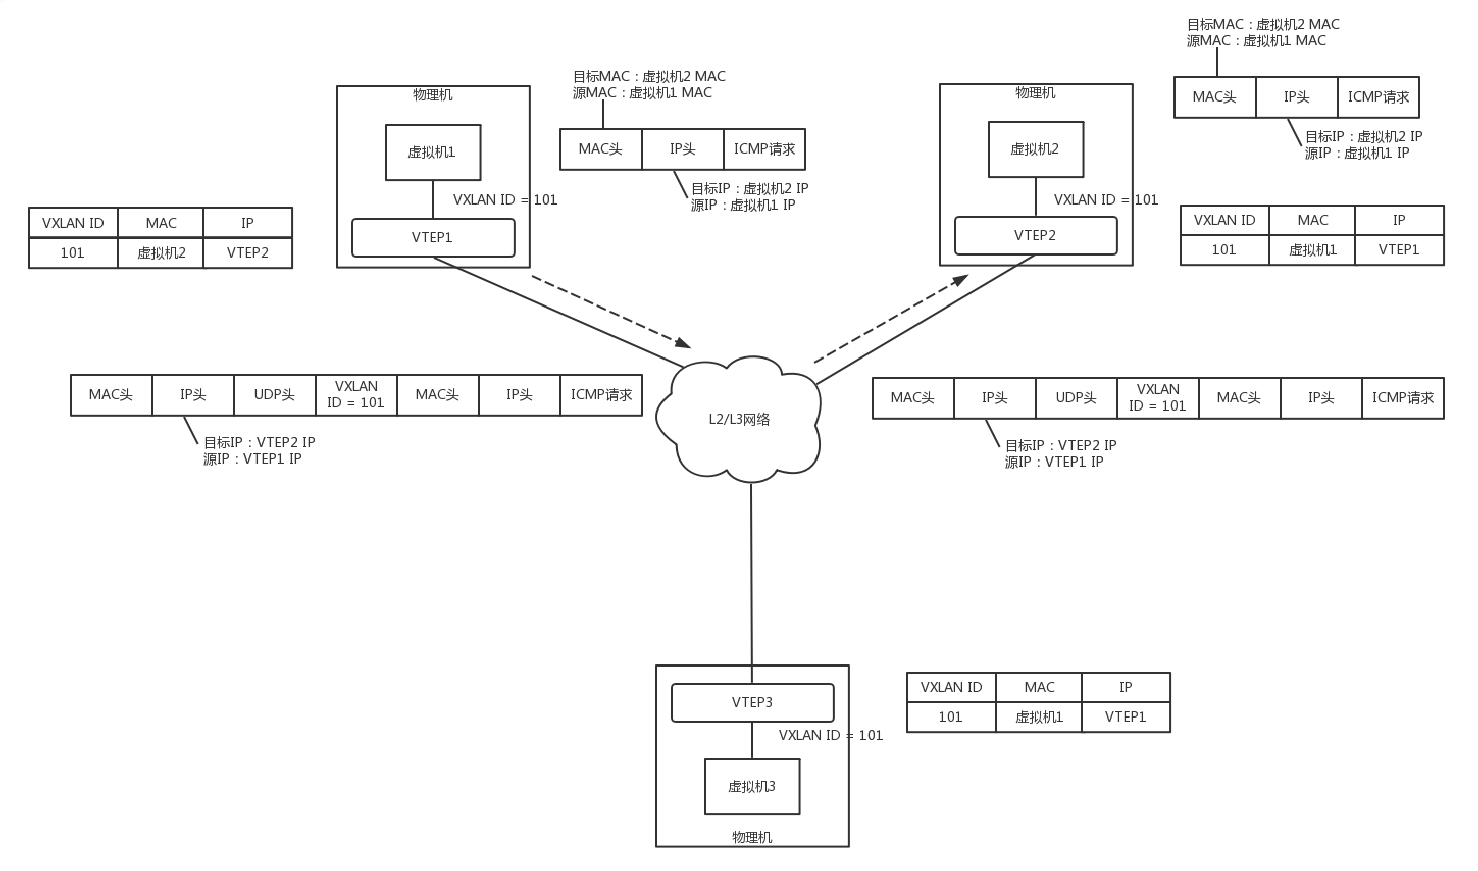 目标MAC：虚拟机2 MAC
源MAC：虚拟机1 MAC
MAC头 IP头 ICMP请求
目标IP：虚拟机2 IP
源IP：虚拟机1 IP
物理机
虚拟机1
VXLAN ID = 101
VTEP1
目标MAC：虚拟机2 MAC
源MAC：虚拟机1 MAC
MAC头 IP头 ICMP请求
目标IP：虚拟机2 IP
源IP：虚拟机1 IP
物理机
虚拟机2
VXLAN ID = 101
VTEP2
VXLAN ID MAC IP
101 虚拟机2 VTEP2
VXLAN ID MAC IP
101 虚拟机1 VTEP1
MAC头 IP头 UDP头 VXLAN ID = 101 MAC头 IP头 ICMP请求
目标IP：VTEP2 IP
源IP：VTEP1 IP
L2/L3网络
MAC头 IP头 UDP头 VXLAN ID = 101 MAC头 IP头 ICMP请求
目标IP：VTEP2 IP
源IP：VTEP1 IP
VTEP3
VXLAN ID = 101
虚拟机3
物理机
VXLAN ID MAC IP
101 虚拟机1 VTEP1